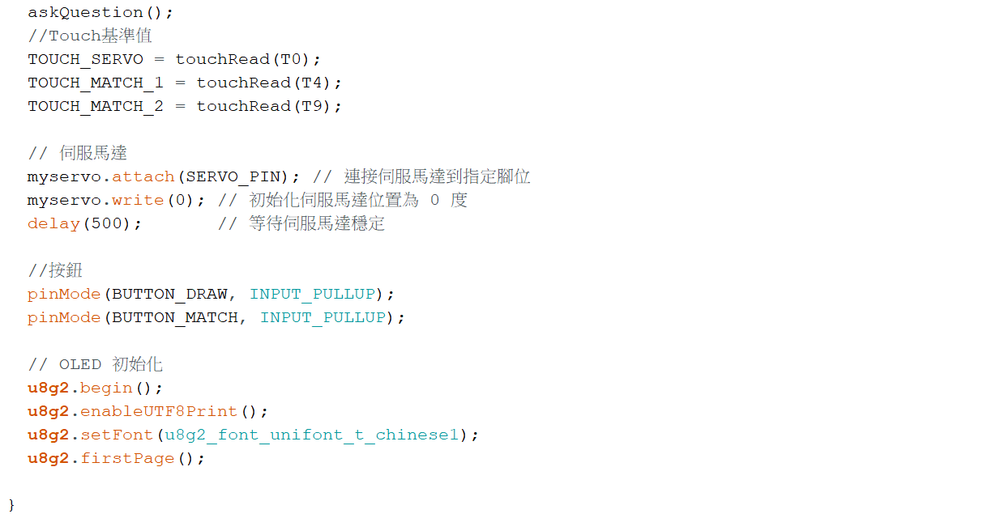 askQuestion();
//Touch基準值
TOUCH_SERVO = touchRead(T0);
TOUCH_MATCH_1 = touchRead(T4);
TOUCH_MATCH_2 = touchRead(T9);
// 伺服馬達
myservo.attach(SERVO_PIN); // 連接伺服馬達到指定腳位
myservo.write(0); // 初始化伺服馬達位置為 0 度
delay(500);       // 等待伺服馬達穩定
//按鈕
pinMode(BUTTON_DRAW, INPUT_PULLUP);
pinMode(BUTTON_MATCH, INPUT_PULLUP);
// OLED 初始化
u8g2.begin();
u8g2.enableUTF8Print();
u8g2.setFont(u8g2_font_unifont_t_chinese1);
u8g2.firstPage();
}